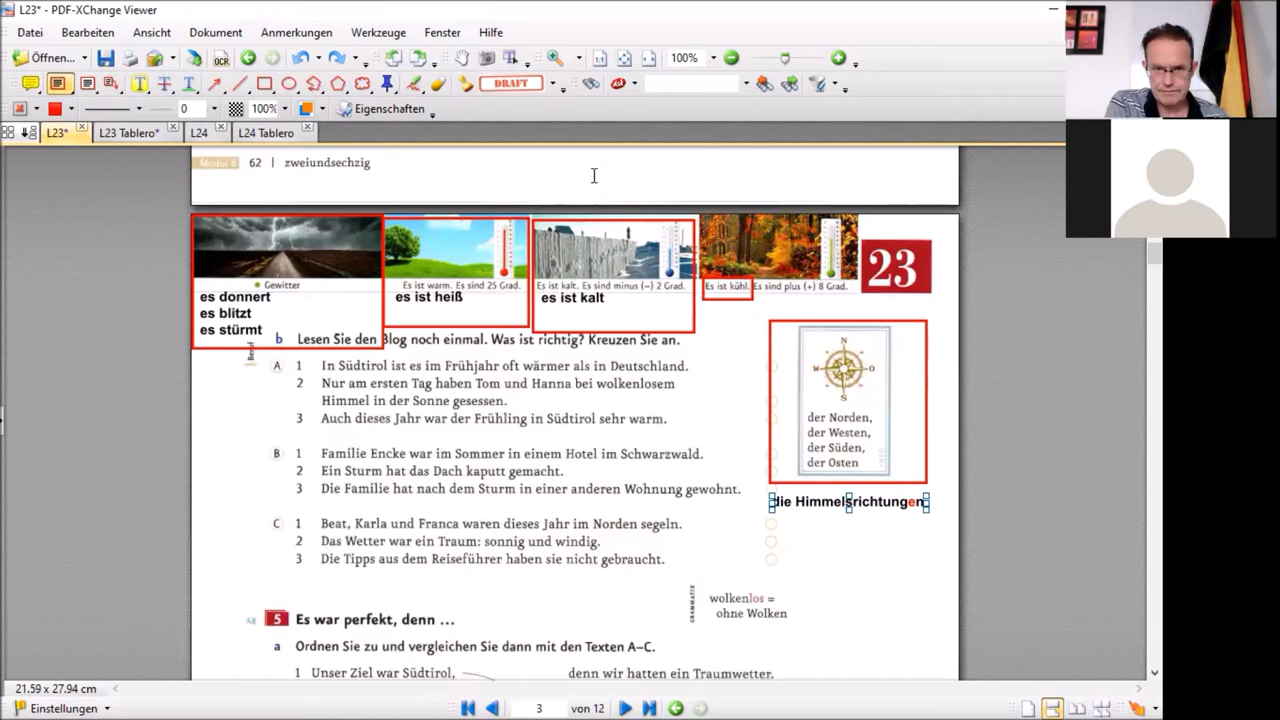 L23* - PDF-XChange Viewer
Datei Bearbeiten Ansicht Dokument Anmerkungen Werkzeuge Fenster Hilfe
Öffnen... OCR 100%
DRAFT
0 100% Eigenschaften
L23* L23 Tablero* L24 L24 Tablero
Modul 8 62 | zweiundsechzig
Gewitter
es donnert
es blitzt
es stürmt
Es ist warm. Es sind 25 Grad.
es ist heiß
Es ist kalt. Es sind minus (−) 2 Grad.
es ist kalt
Es ist kühl. Es sind plus (+) 8 Grad.
23
Beruf
b Lesen Sie den Blog noch einmal. Was ist richtig? Kreuzen Sie an.
A 1 In Südtirol ist es im Frühjahr oft wärmer als in Deutschland.
2 Nur am ersten Tag haben Tom und Hanna bei wolkenlosem
Himmel in der Sonne gesessen.
3 Auch dieses Jahr war der Frühling in Südtirol sehr warm.
B 1 Familie Encke war im Sommer in einem Hotel im Schwarzwald.
2 Ein Sturm hat das Dach kaputt gemacht.
3 Die Familie hat nach dem Sturm in einer anderen Wohnung gewohnt.
C 1 Beat, Karla und Franca waren dieses Jahr im Norden segeln.
2 Das Wetter war ein Traum: sonnig und windig.
3 Die Tipps aus dem Reiseführer haben sie nicht gebraucht.
N
W O
S
der Norden,
der Westen,
der Süden,
der Osten
die Himmelsrichtungen
GRAMMATIK
wolkenlos =
ohne Wolken
AB 5 Es war perfekt, denn ...
a Ordnen Sie zu und vergleichen Sie dann mit den Texten A–C.
1 Unser Ziel war Südtirol, denn wir hatten ein Traumwetter.
21.59 x 27.94 cm
Einstellungen 3 von 12